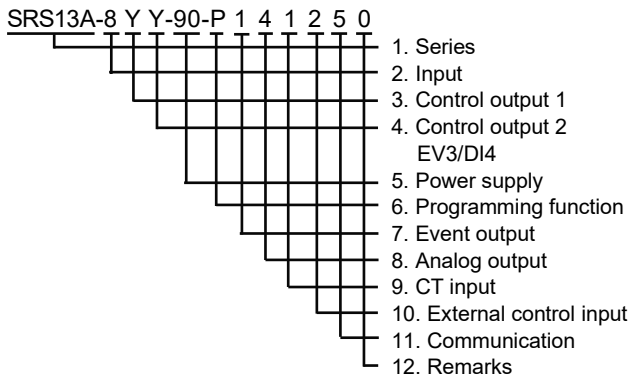 SRS13A-8 Y Y-90-P 1 4 1 2 5 0
1. Series
2. Input
3. Control output 1
4. Control output 2
EV3/DI4
5. Power supply
6. Programming function
7. Event output
8. Analog output
9. CT input
10. External control input
11. Communication
12. Remarks